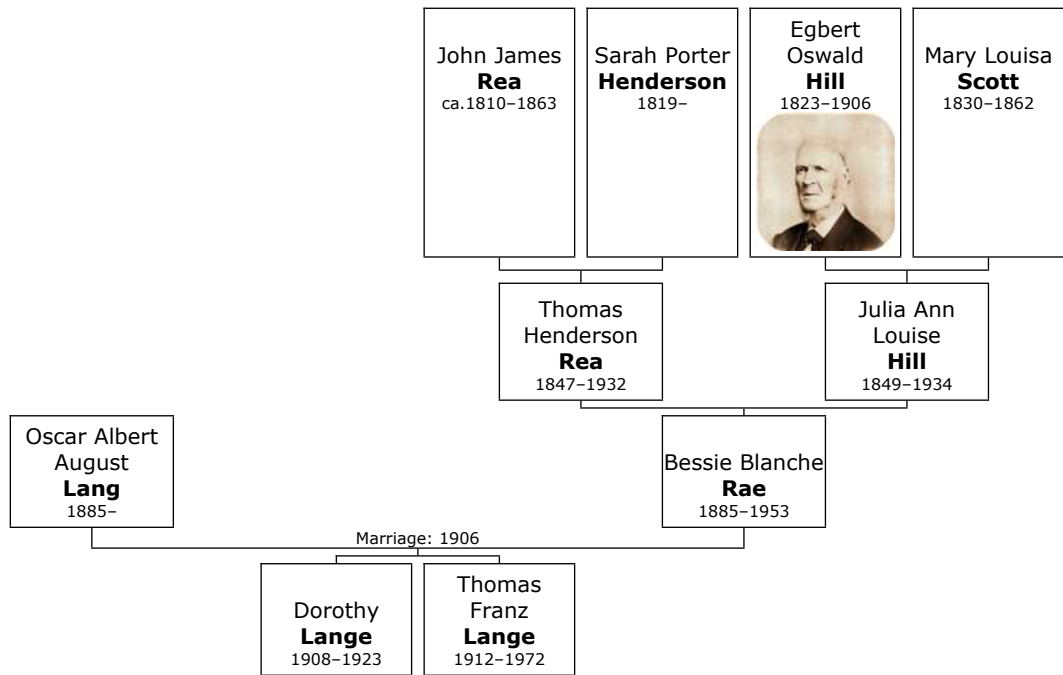 John James
Rea
ca.1810–1863
Sarah Porter
Henderson
1819–
Egbert
Oswald
Hill
1823–1906
Mary Louisa
Scott
1830–1862
Thomas
Henderson
Rea
1847–1932
Julia Ann
Louise
Hill
1849–1934
Oscar Albert
August
Lang
1885–
Bessie Blanche
Rae
1885–1953
Marriage: 1906
Dorothy
Lange
1908–1923
Thomas
Franz
Lange
1912–1972